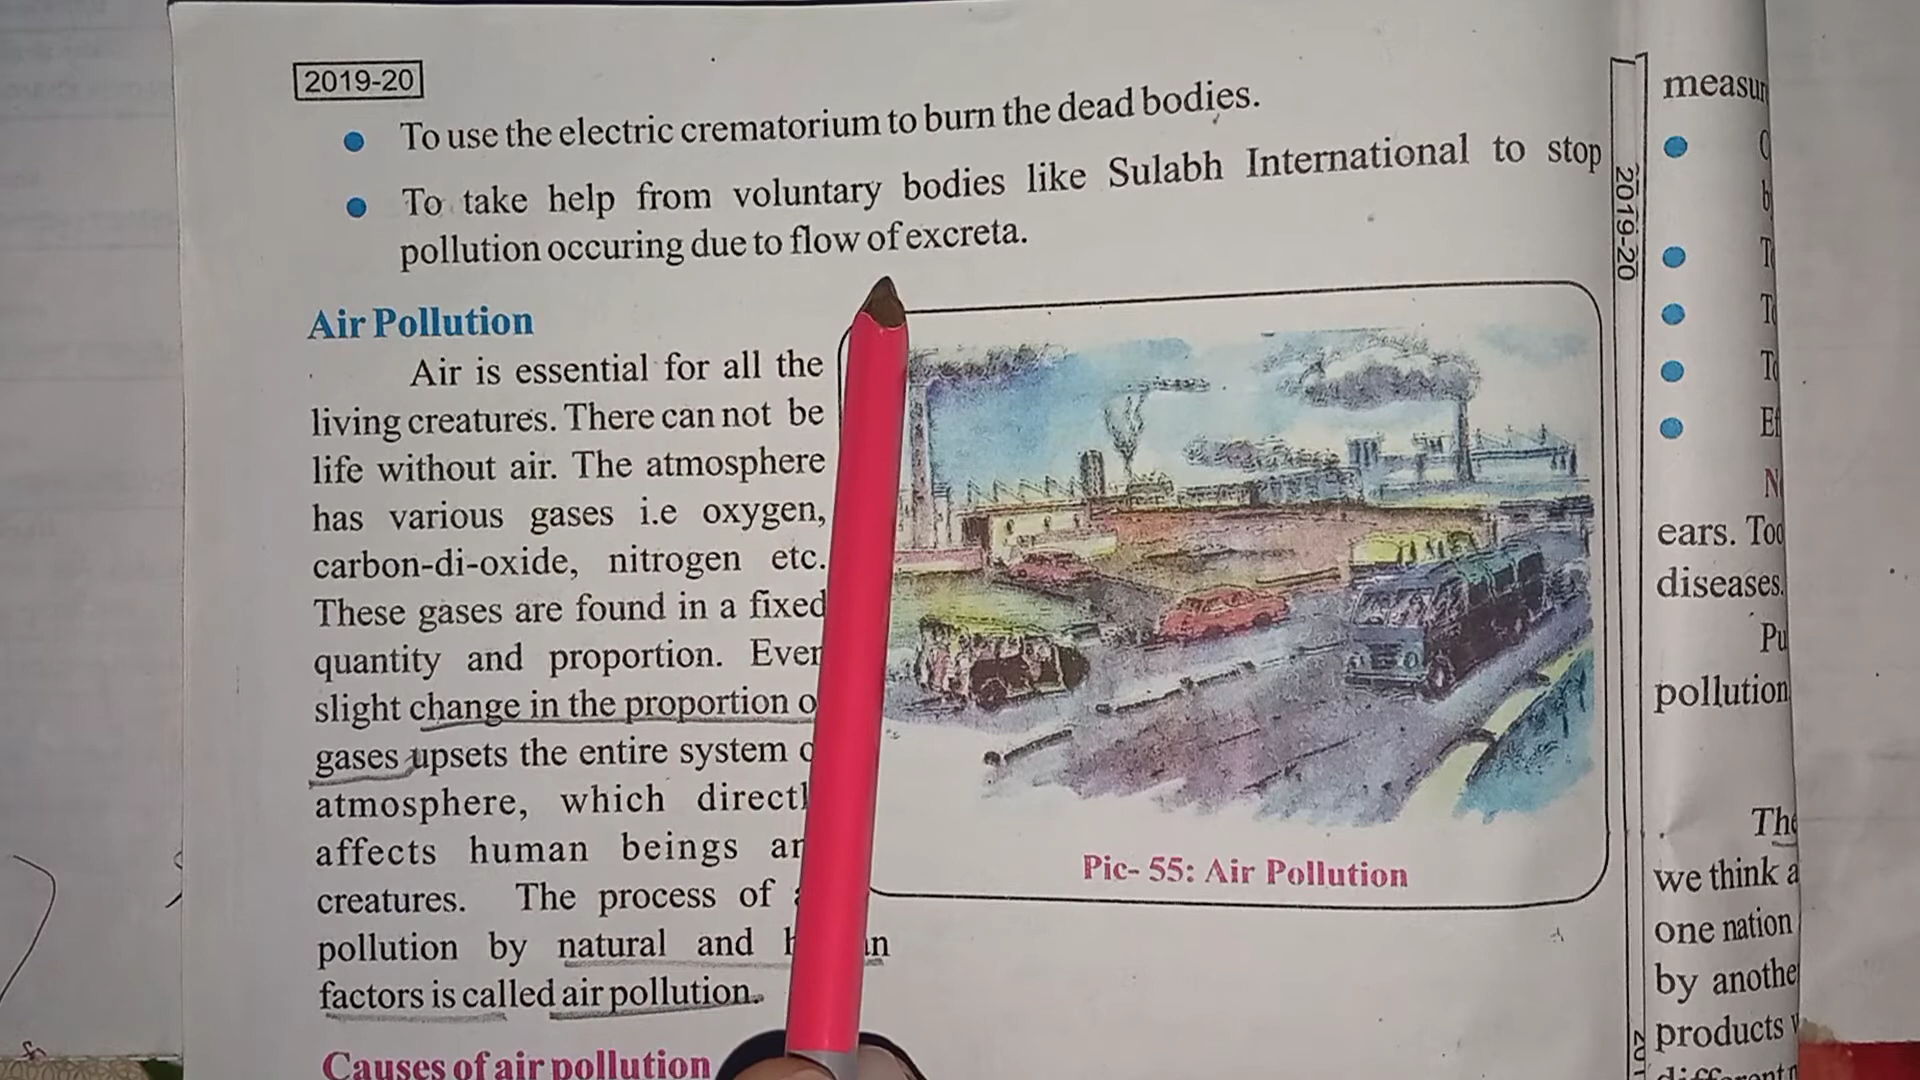 2019-20
To use the electric crematorium to burn the dead bodies.
To take help from voluntary bodies like Sulabh International to stop
pollution occuring due to flow of excreta.
Air Pollution
Air is essential for all the
living creatures. There can not be
life without air. The atmosphere
has various gases i.e oxygen,
carbon-di-oxide, nitrogen etc.
These gases are found in a fixed
quantity and proportion. Even
slight change in the proportion
gases upsets the entire system
atmosphere, which
affects human beings
creatures. The process of
pollution by natural and
factors is called air pollution.
Pic- 55: Air Pollution
Causes of air pollution
2019-20
ears.
diseases.
pollution
we think
one nation
by
products